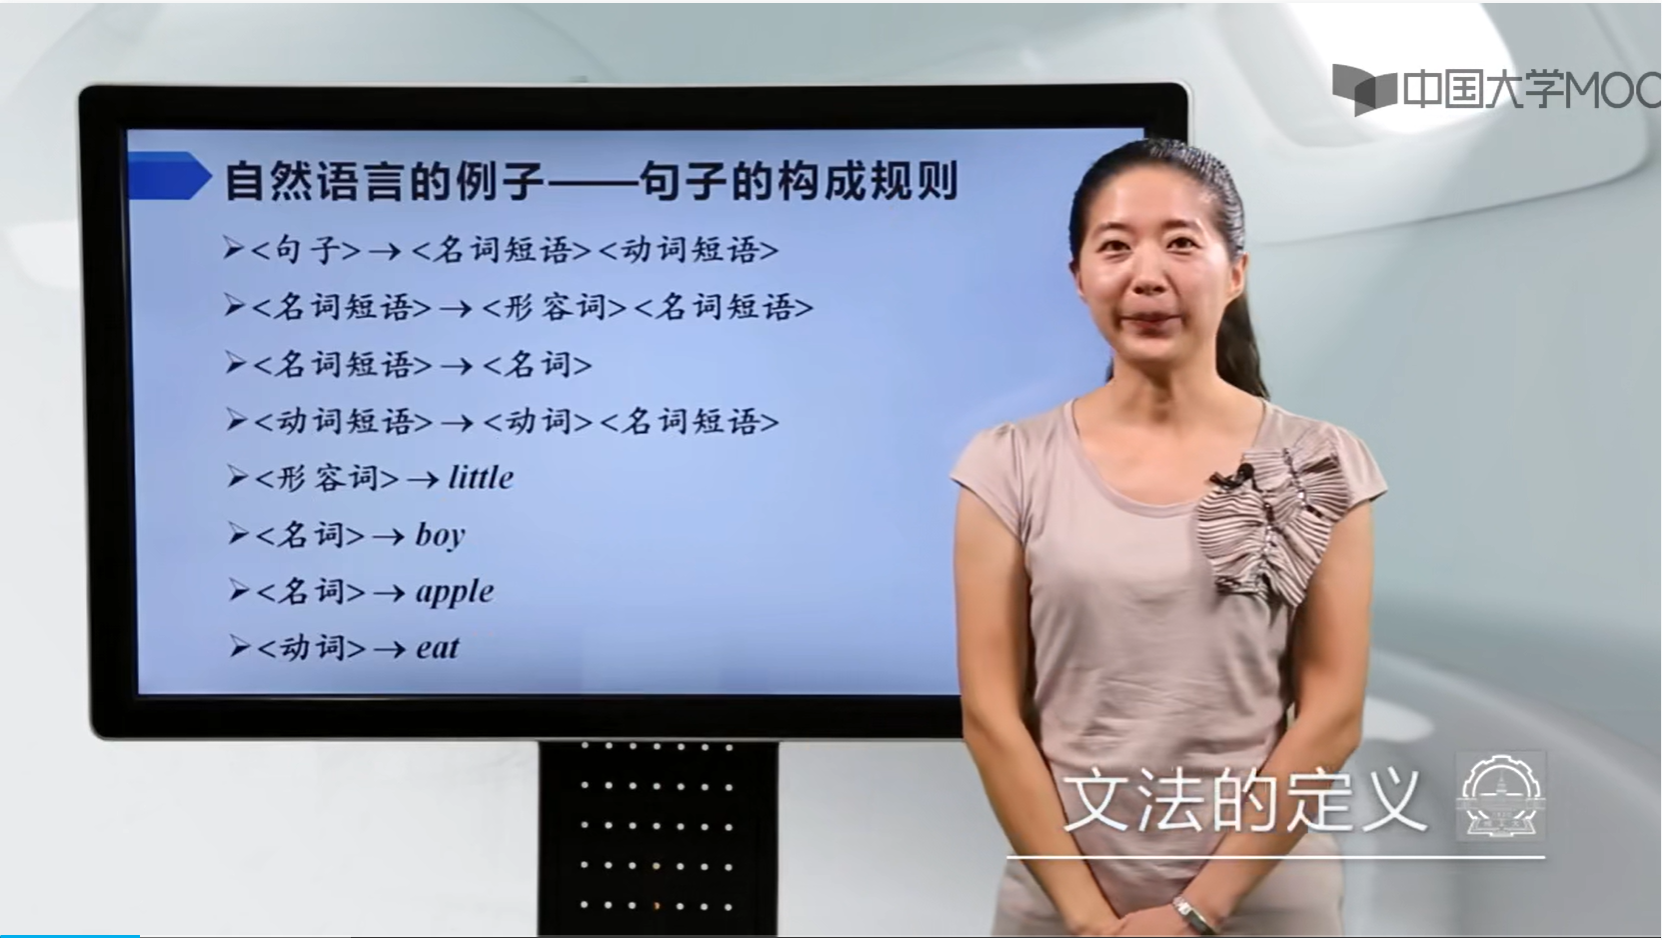 中国大学MOO
自然语言的例子——句子的构成规则
➢<句子>→<名词短语><动词短语>
➢<名词短语>→<形容词><名词短语>
➢<名词短语>→<名词>
➢<动词短语>→<动词><名词短语>
➢<形容词>→little
➢<名词>→boy
➢<名词>→apple
➢<动词>→eat
文法的定义